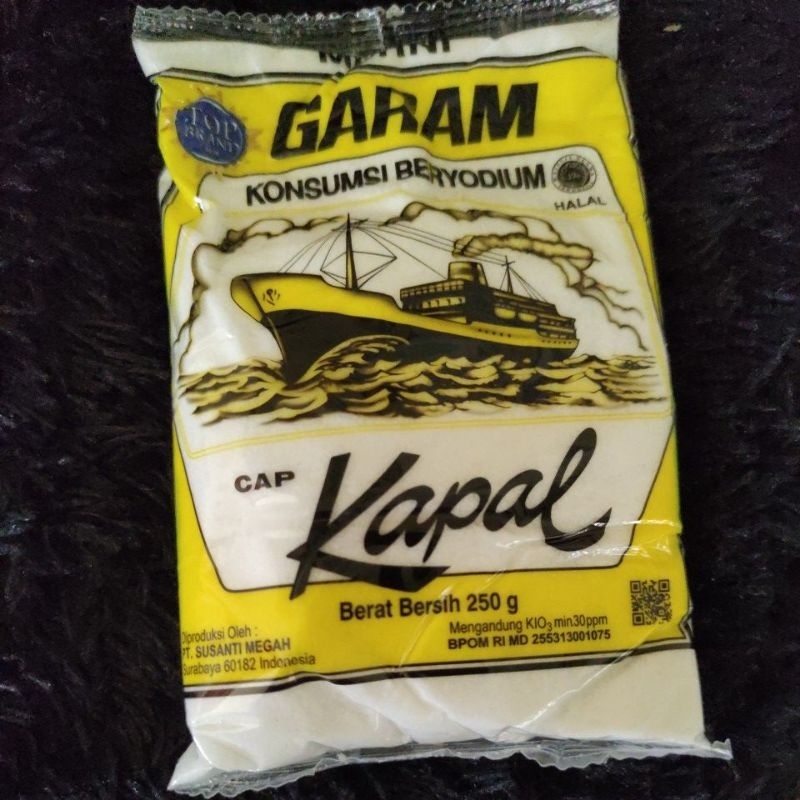 GARAM
TOP
BRAND
KONSUMSI BERYODIUM
HALAL
CAP
Kapal
Berat Bersih 250 g
Mengandung KIO3 min30ppm
BPOM RI MD 255313001075
Diproduksi Oleh :
PT. SUSANTI MEGAH
Surabaya 60182 Indonesia